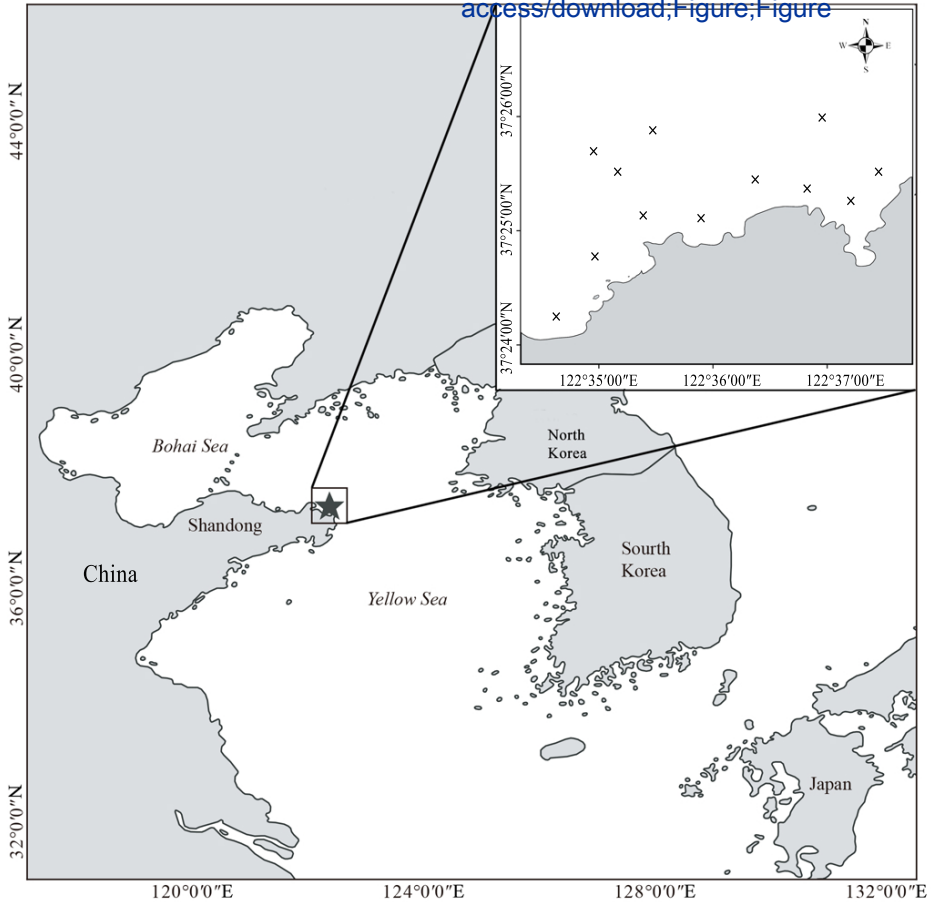 access/download;Figure;Figure
N
W E
S
37°26'00"N
37°25'00"N
37°24'00"N
122°35'00"E 122°36'00"E 122°37'00"E
44°0'0"N
40°0'0"N
36°0'0"N
32°0'0"N
Bohai Sea
North
Korea
Shandong
China
Sourth
Korea
Yellow Sea
Japan
120°0'0"E 124°0'0"E 128°0'0"E 132°0'0"E